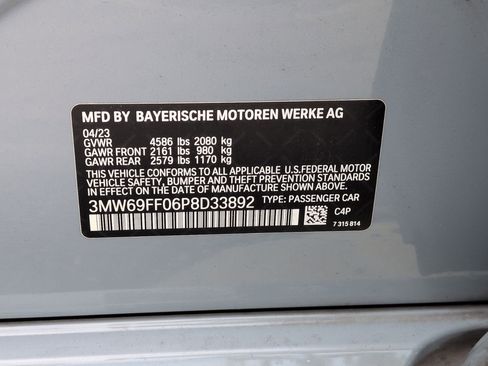 MFD BY BAYERISCHE MOTOREN WERKE AG
04/23
GVWR 4586 lbs 2080 kg
GAWR FRONT 2161 lbs 980 kg
GAWR REAR 2579 lbs 1170 kg
THIS VEHICLE CONFORMS TO ALL APPLICABLE U.S.FEDERAL MOTOR
VEHICLE SAFETY, BUMPER, AND THEFT PREVENTION STANDARDS
IN EFFECT ON THE DATE OF MANUFACTURE SHOWN ABOVE.
3MW69FF06P8D33892 TYPE: PASSENGER CAR
C4P
7 315 814